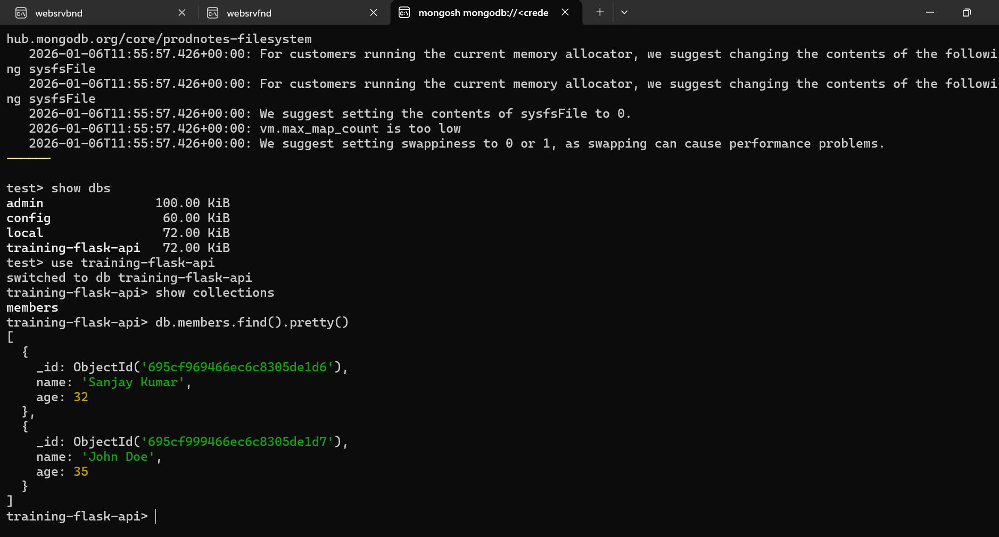 websrvbnd
websrvfnd
mongosh mongodb://<crede
hub.mongodb.org/core/prodnotes-filesystem
   2026-01-06T11:55:57.426+00:00: For customers running the current memory allocator, we suggest changing the contents of the followi
ng sysfsFile
   2026-01-06T11:55:57.426+00:00: For customers running the current memory allocator, we suggest changing the contents of the followi
ng sysfsFile
   2026-01-06T11:55:57.426+00:00: We suggest setting the contents of sysfsFile to 0.
   2026-01-06T11:55:57.426+00:00: vm.max_map_count is too low
   2026-01-06T11:55:57.426+00:00: We suggest setting swappiness to 0 or 1, as swapping can cause performance problems.
------
test> show dbs
admin               100.00 KiB
config               60.00 KiB
local                72.00 KiB
training-flask-api   72.00 KiB
test> use training-flask-api
switched to db training-flask-api
training-flask-api> show collections
members
training-flask-api> db.members.find().pretty()
[
  {
    _id: ObjectId('695cf969466ec6c8305de1d6'),
    name: 'Sanjay Kumar',
    age: 32
  },
  {
    _id: ObjectId('695cf999466ec6c8305de1d7'),
    name: 'John Doe',
    age: 35
  }
]
training-flask-api>